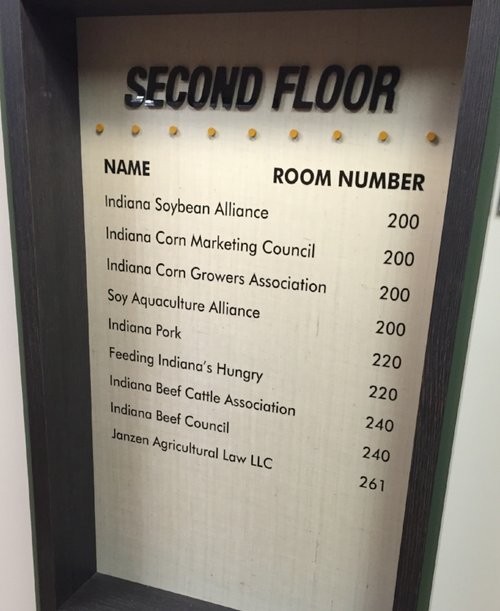 SECOND FLOOR
NAME ROOM NUMBER
Indiana Soybean Alliance 200
Indiana Corn Marketing Council 200
Indiana Corn Growers Association 200
Soy Aquaculture Alliance 200
Indiana Pork 220
Feeding Indiana's Hungry 220
Indiana Beef Cattle Association 240
Indiana Beef Council 240
Janzen Agricultural Law LLC 261